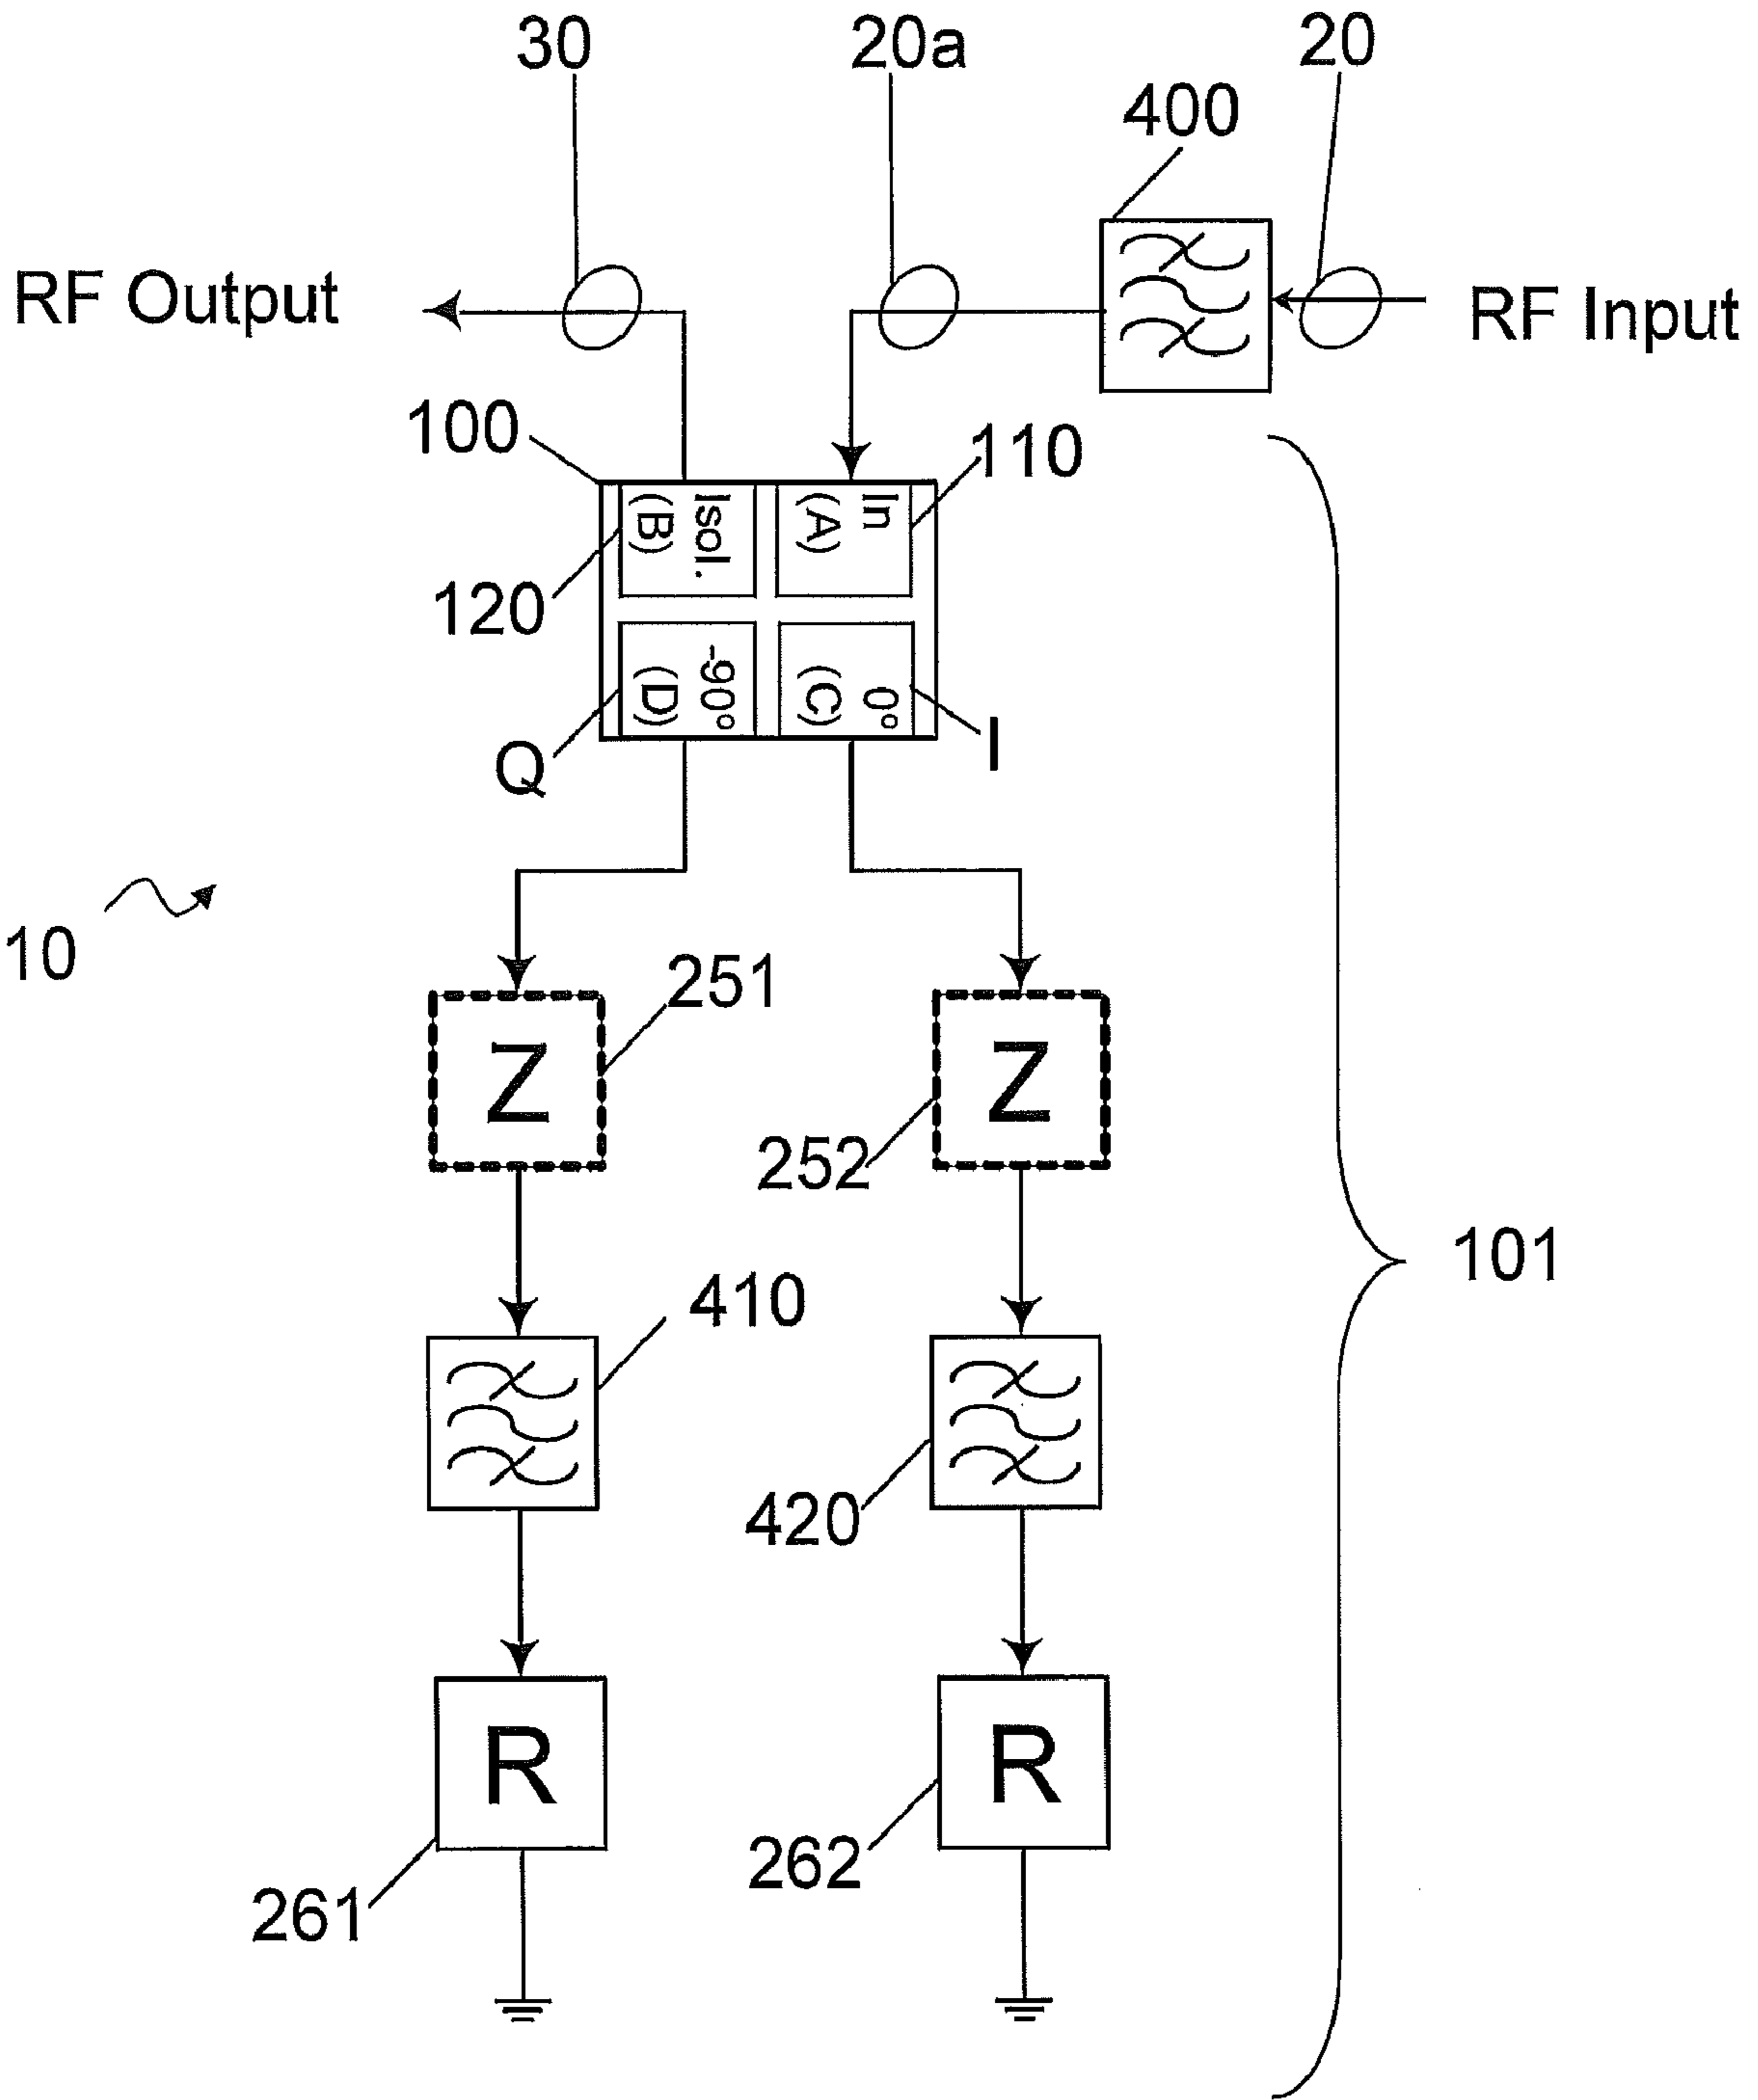 30
20a
20
400
RF Output
RF Input
100
110
In
(A)
Isol.
(B)
120
-90°
(D)
0°
(C)
Q
I
10
251
Z
Z
252
101
410
420
R
R
261
262